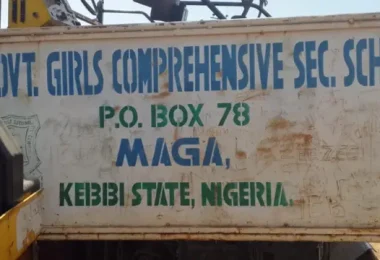 OVT. GIRLS COMPREHENSIVE SEC. SCH
P.O. BOX 78
MAGA,
KEBBI STATE, NIGERIA.